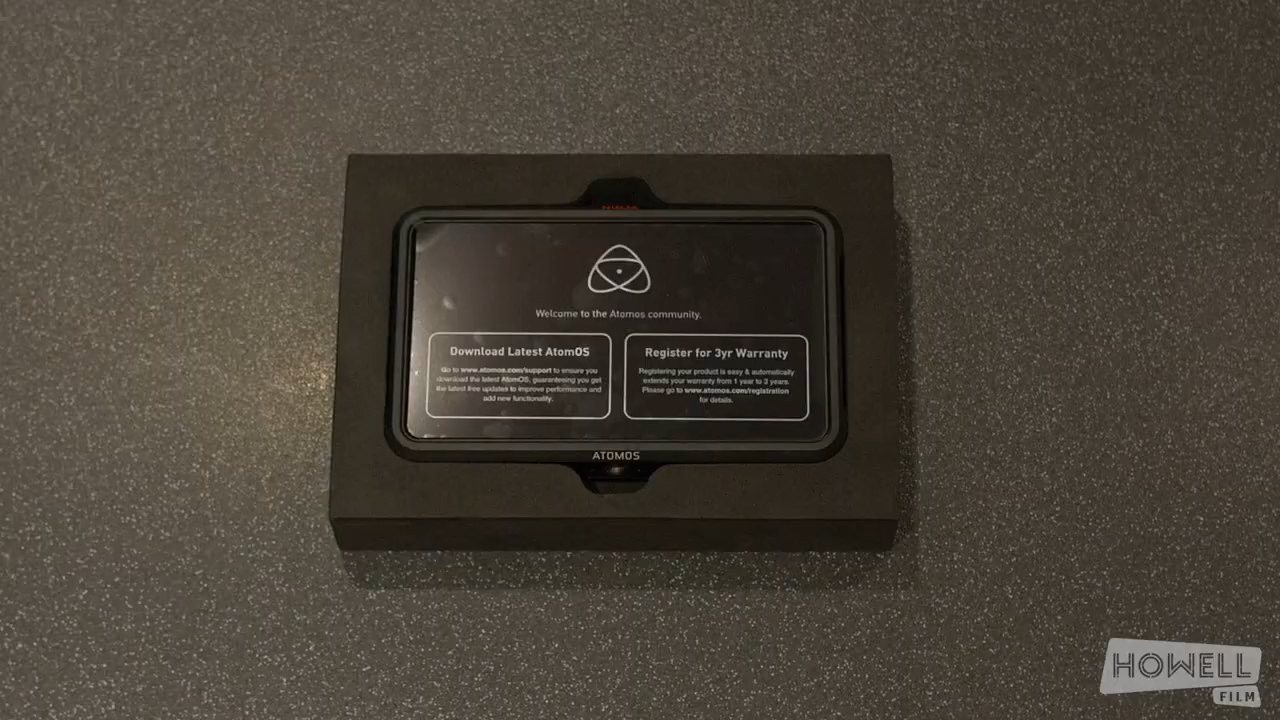 Welcome to the Atomos community.
Download Latest AtomOS
Go to www.atomos.com/support to ensure you
download the latest AtomOS, guaranteeing you get
the latest free updates to improve performance and
add new functionality.
Register for 3yr Warranty
Registering your product is easy & automatically
extends your warranty from 1 year to 3 years.
Please go to www.atomos.com/registration
for details.
ATOMOS
HOWELL
FILM